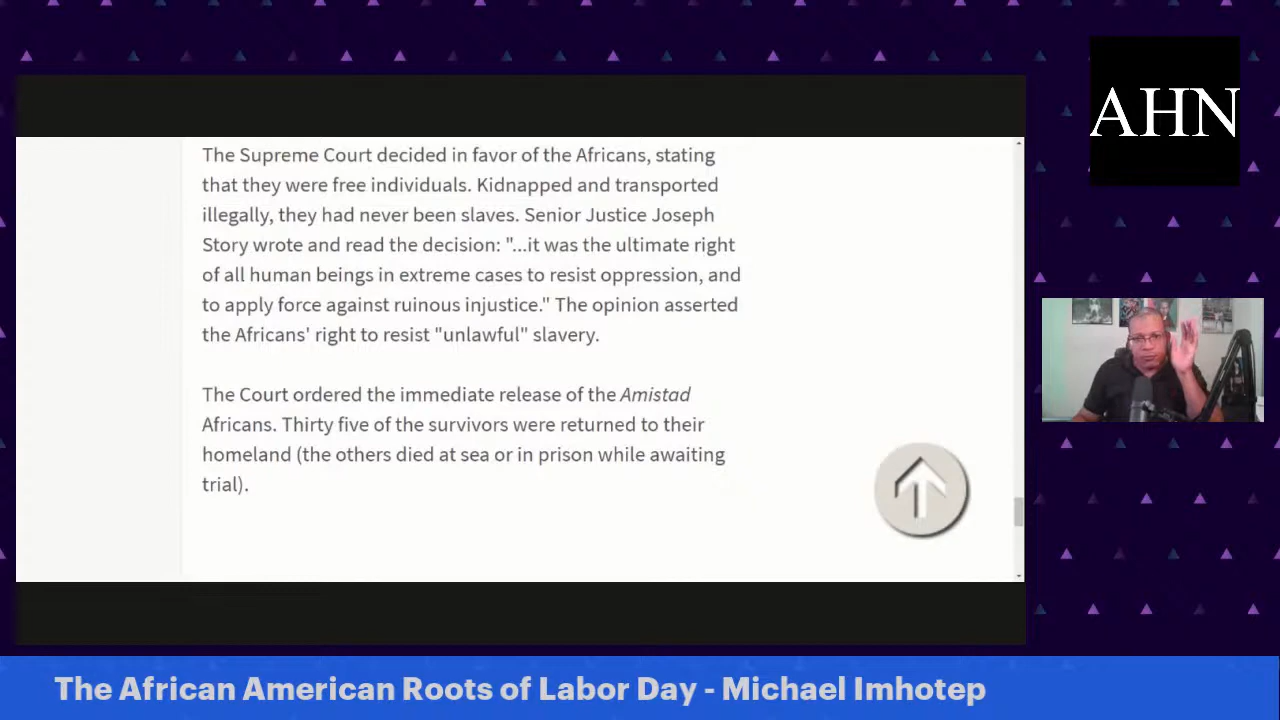 AHN
The Supreme Court decided in favor of the Africans, stating
that they were free individuals. Kidnapped and transported
illegally, they had never been slaves. Senior Justice Joseph
Story wrote and read the decision: "...it was the ultimate right
of all human beings in extreme cases to resist oppression, and
to apply force against ruinous injustice." The opinion asserted
the Africans' right to resist "unlawful" slavery.
The Court ordered the immediate release of the Amistad
Africans. Thirty five of the survivors were returned to their
homeland (the others died at sea or in prison while awaiting
trial).
The African American Roots of Labor Day - Michael Imhotep